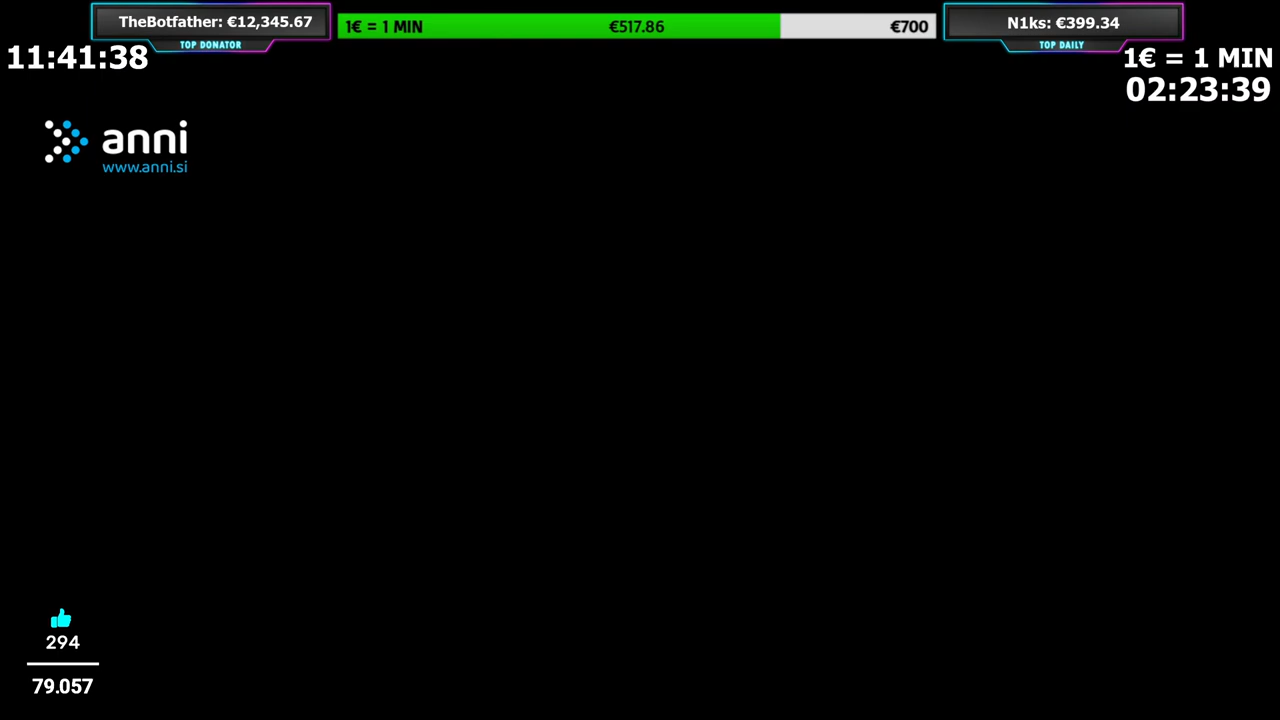 TheBotfather: €12,345.67
TOP DONATOR
1€ = 1 MIN
€517.86
€700
N1ks: €399.34
TOP DAILY
11:41:38
1€ = 1 MIN
02:23:39
anni
www.anni.si
294
79.057